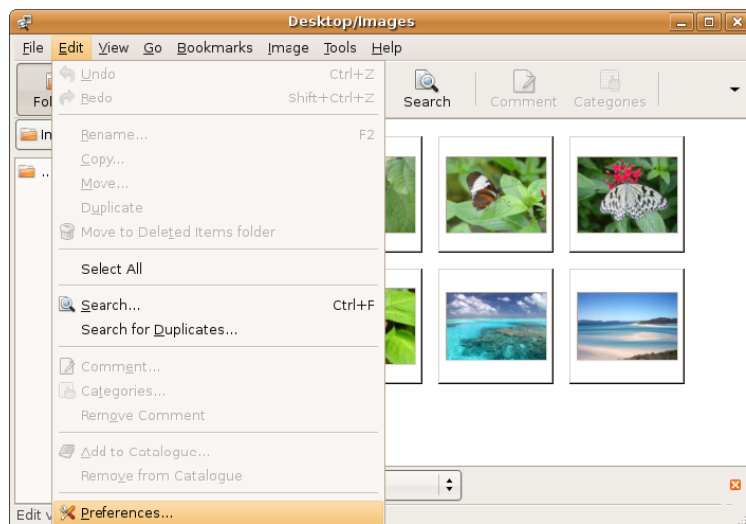 Desktop/Images
File Edit View Go Bookmarks Image Tools Help
Undo Ctrl+Z
Redo Shift+Ctrl+Z
Fol
Search Comment Categories
In
Rename... F2
..
Copy...
Move...
Duplicate
Move to Deleted Items folder
Select All
Search... Ctrl+F
Search for Duplicates...
Comment...
Categories...
Remove Comment
Add to Catalogue...
Remove from Catalogue
Preferences...
Edit v